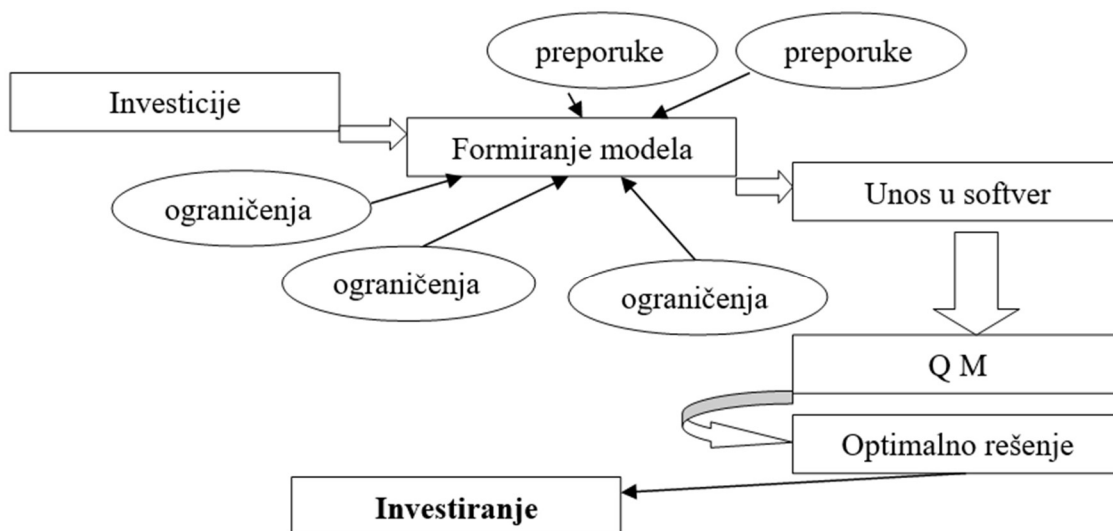 preporuke
preporuke
Investicije
Formiranje modela
Unos u softver
ograničenja
ograničenja
ograničenja
Q M
Optimalno rešenje
Investiranje